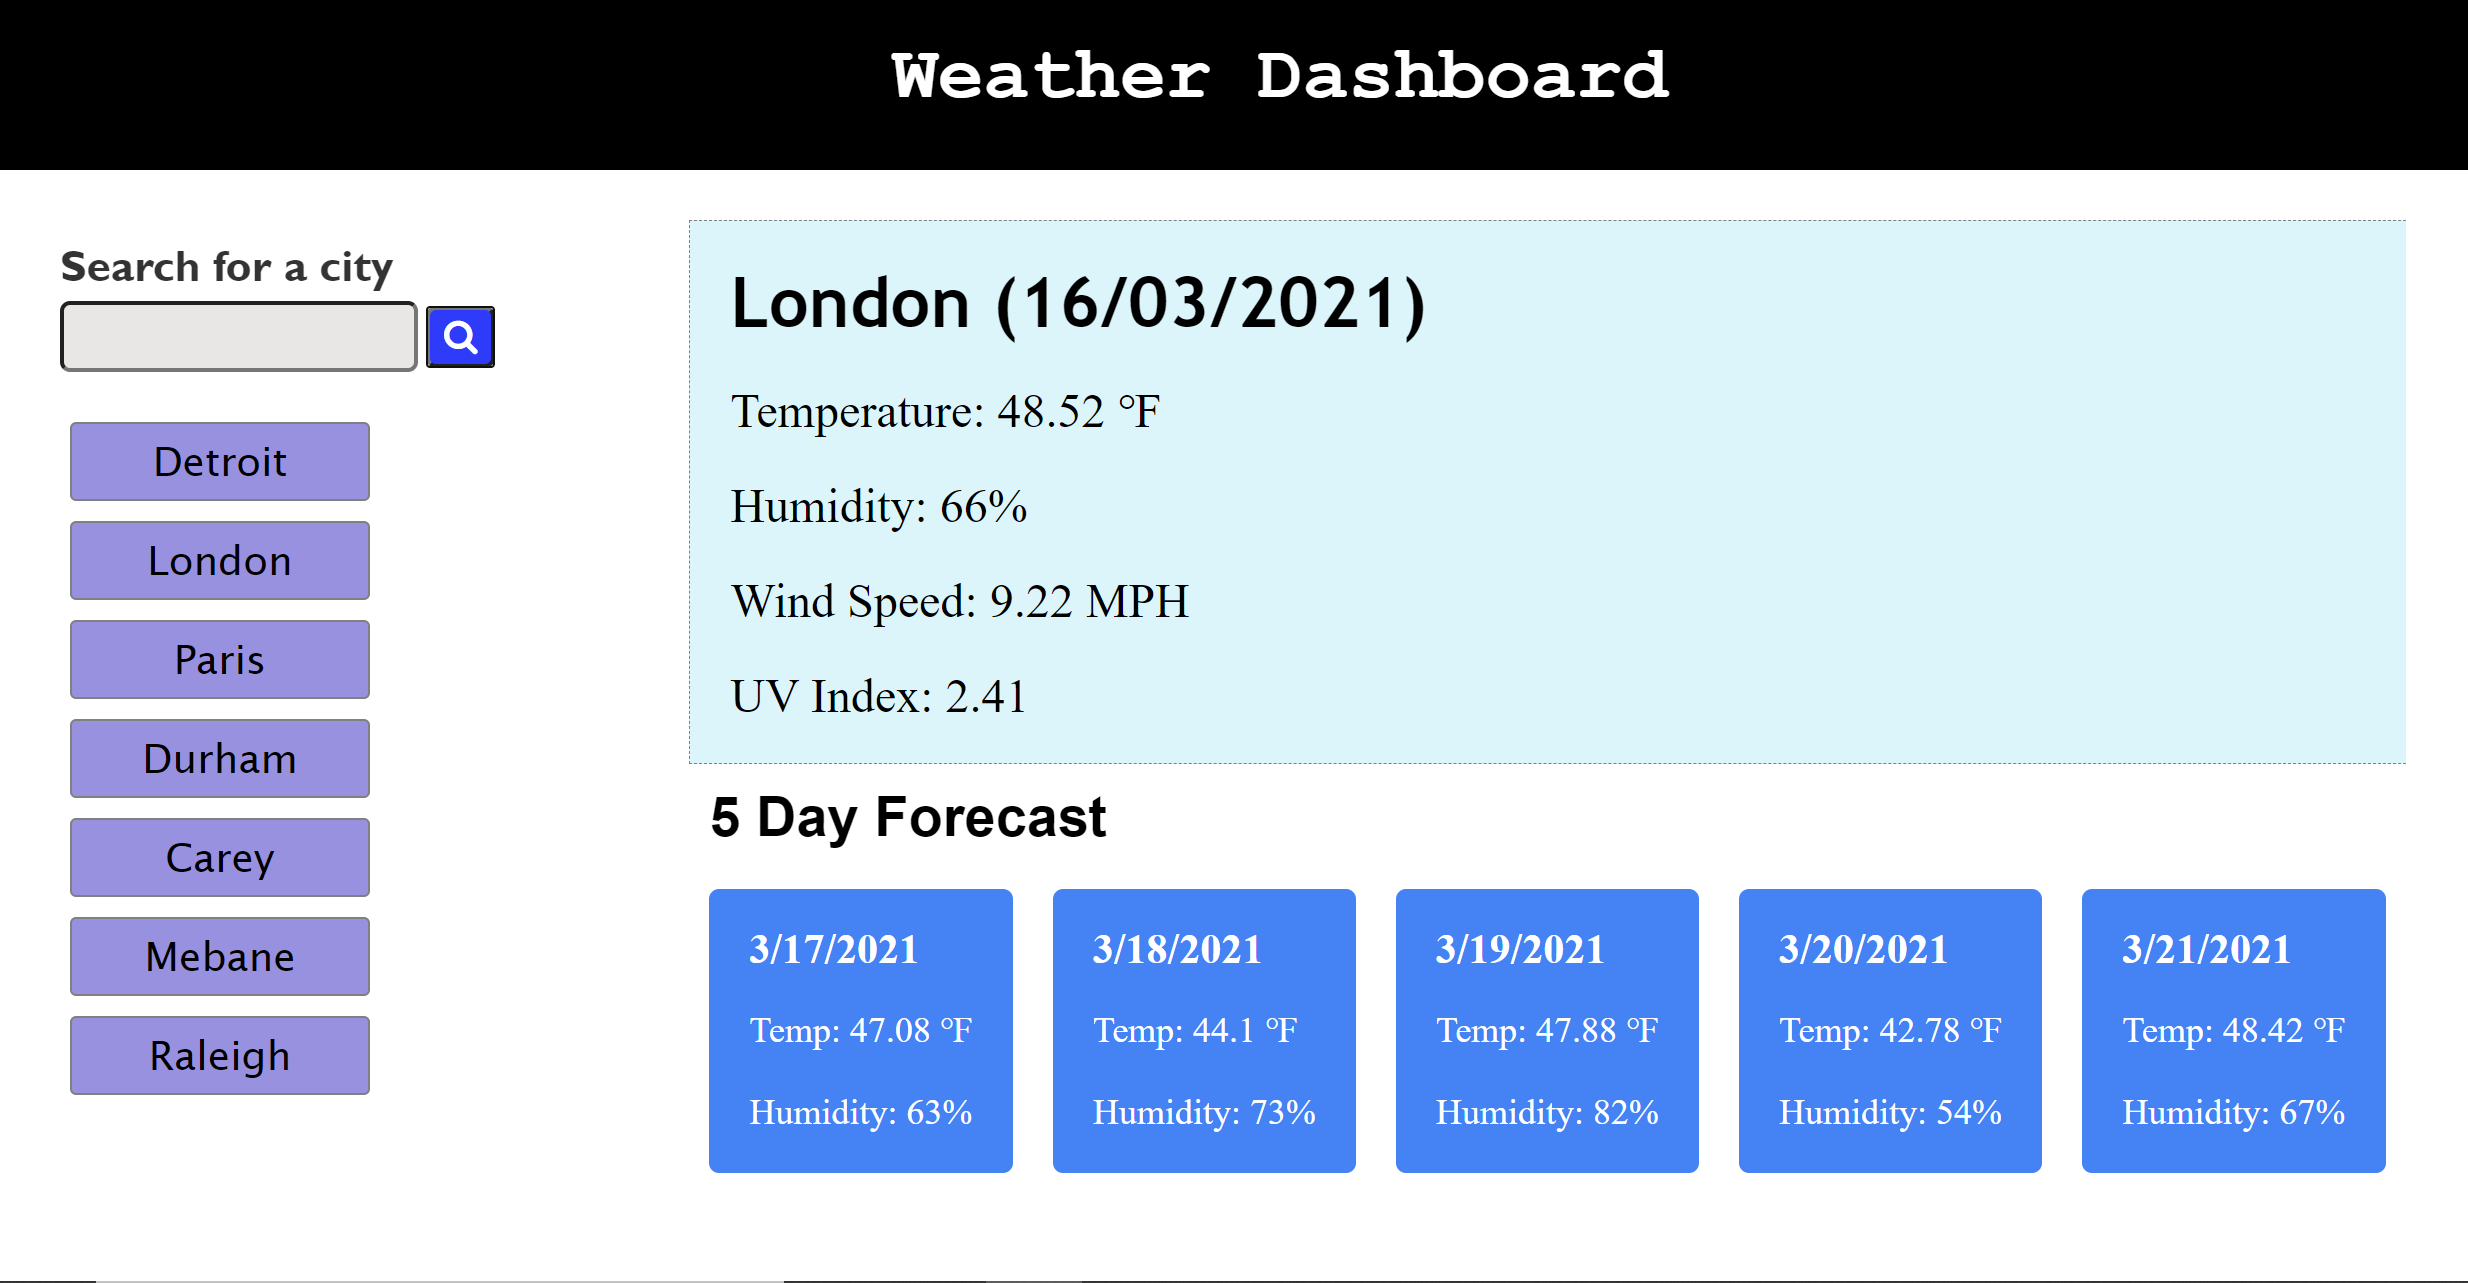 Weather Dashboard
Search for a city
Detroit
London
Paris
Durham
Carey
Mebane
Raleigh
London (16/03/2021)
Temperature: 48.52 °F
Humidity: 66%
Wind Speed: 9.22 MPH
UV Index: 2.41
5 Day Forecast
3/17/2021
Temp: 47.08 °F
Humidity: 63%
3/18/2021
Temp: 44.1 °F
Humidity: 73%
3/19/2021
Temp: 47.88 °F
Humidity: 82%
3/20/2021
Temp: 42.78 °F
Humidity: 54%
3/21/2021
Temp: 48.42 °F
Humidity: 67%